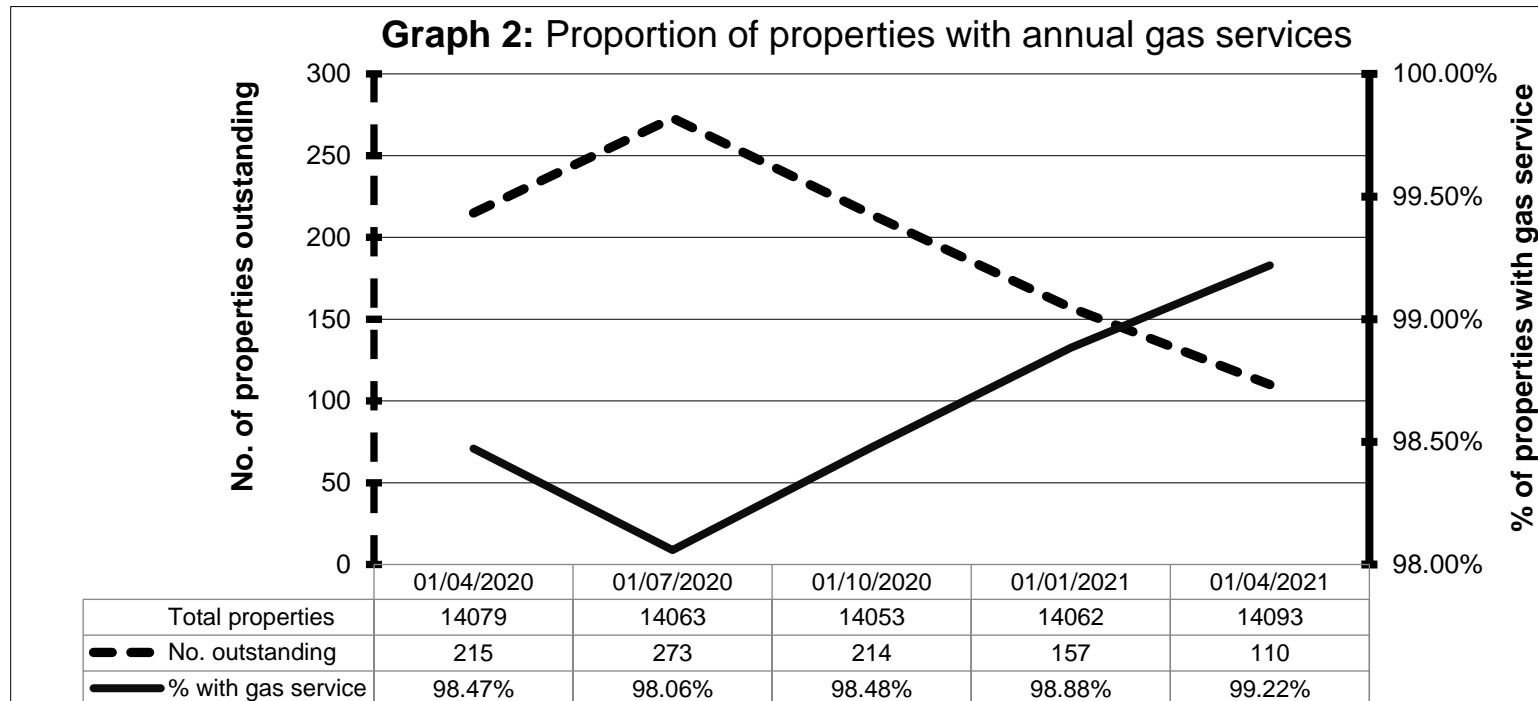 Graph 2: Proportion of properties with annual gas services
No. of properties outstanding
300
250
200
150
100
50
0
100.00%
99.50%
99.00%
98.50%
98.00%
% of properties with gas service
01/04/2020 01/07/2020 01/10/2020 01/01/2021 01/04/2021
Total properties 14079 14063 14053 14062 14093
No. outstanding 215 273 214 157 110
% with gas service 98.47% 98.06% 98.48% 98.88% 99.22%